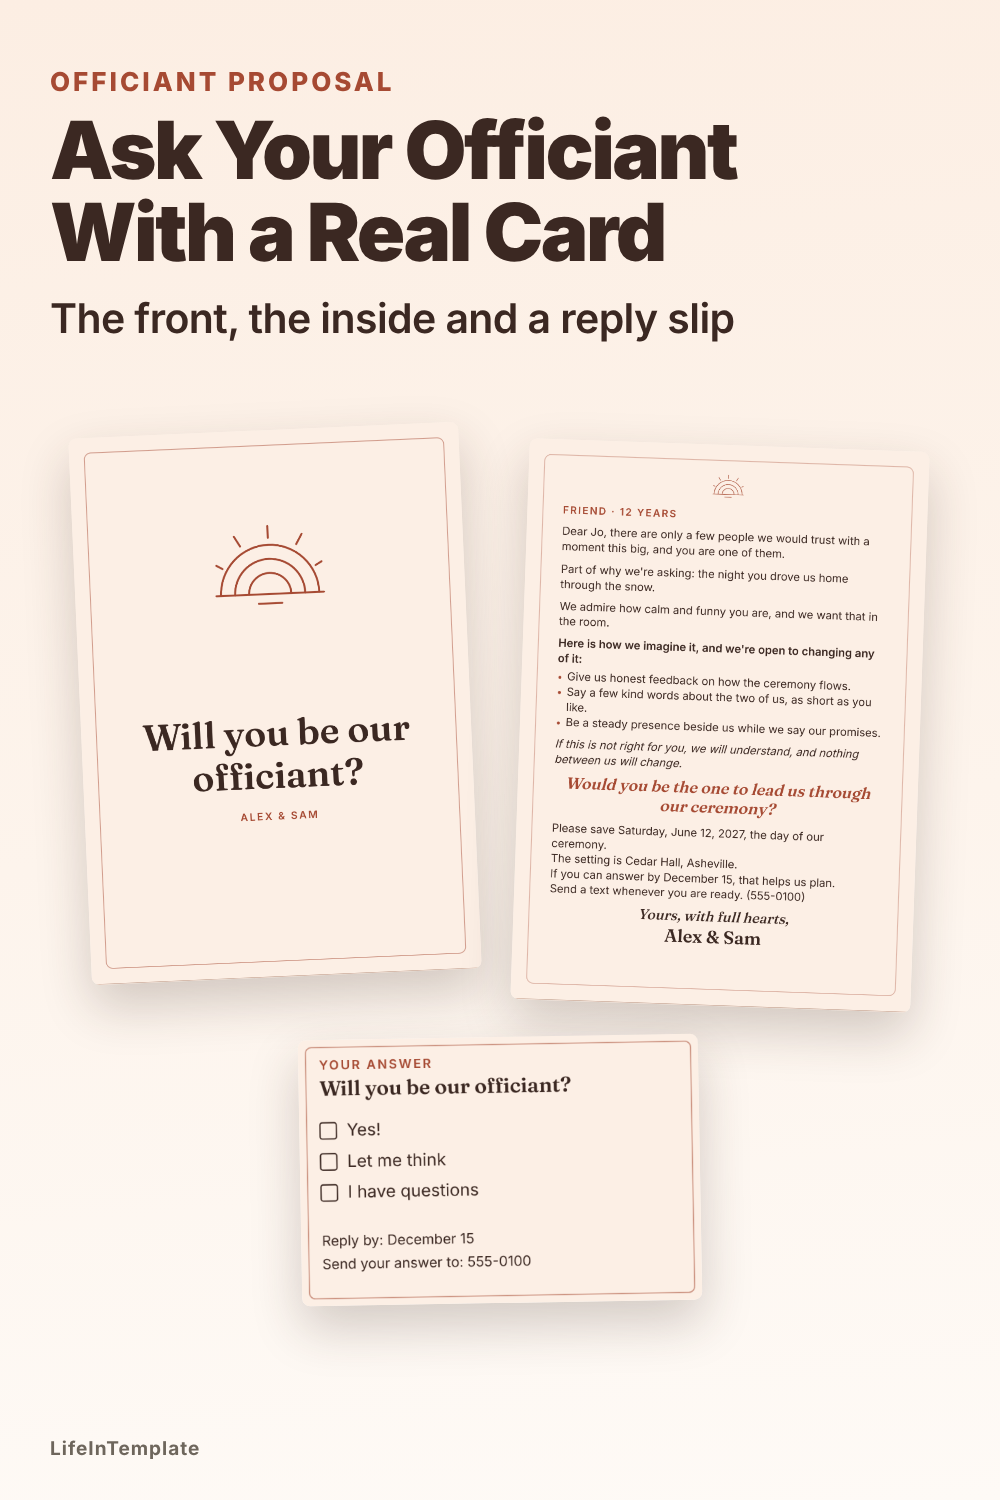 OFFICIANT PROPOSAL
Ask Your Officiant
With a Real Card
The front, the inside and a reply slip
Will you be our
officiant?
ALEX & SAM
FRIEND · 12 YEARS
Dear Jo, there are only a few people we would trust with a
moment this big, and you are one of them.
Part of why we're asking: the night you drove us home
through the snow.
We admire how calm and funny you are, and we want that in
the room.
Here is how we imagine it, and we're open to changing any
of it:
• Give us honest feedback on how the ceremony flows.
• Say a few kind words about the two of us, as short as you
like.
• Be a steady presence beside us while we say our promises.
If this is not right for you, we will understand, and nothing
between us will change.
Would you be the one to lead us through
our ceremony?
Please save Saturday, June 12, 2027, the day of our
ceremony.
The setting is Cedar Hall, Asheville.
If you can answer by December 15, that helps us plan.
Send a text whenever you are ready. (555-0100)
Yours, with full hearts,
Alex & Sam
YOUR ANSWER
Will you be our officiant?
Yes!
Let me think
I have questions
Reply by: December 15
Send your answer to: 555-0100
LifeInTemplate